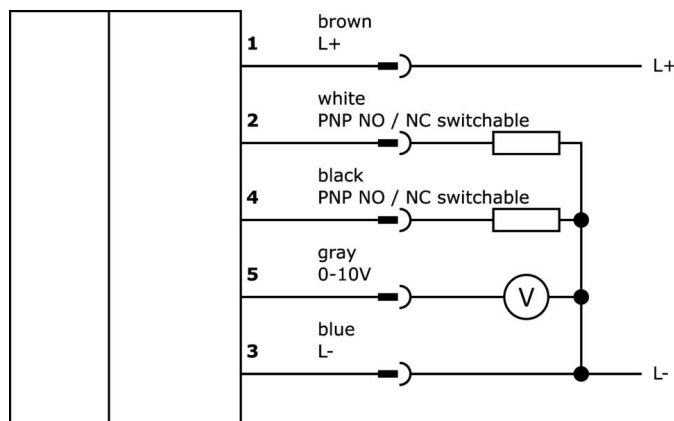 brown
1 L+
L+
white
2 PNP NO / NC switchable
black
4 PNP NO / NC switchable
gray
5 0-10V
V
blue
3 L-
L-